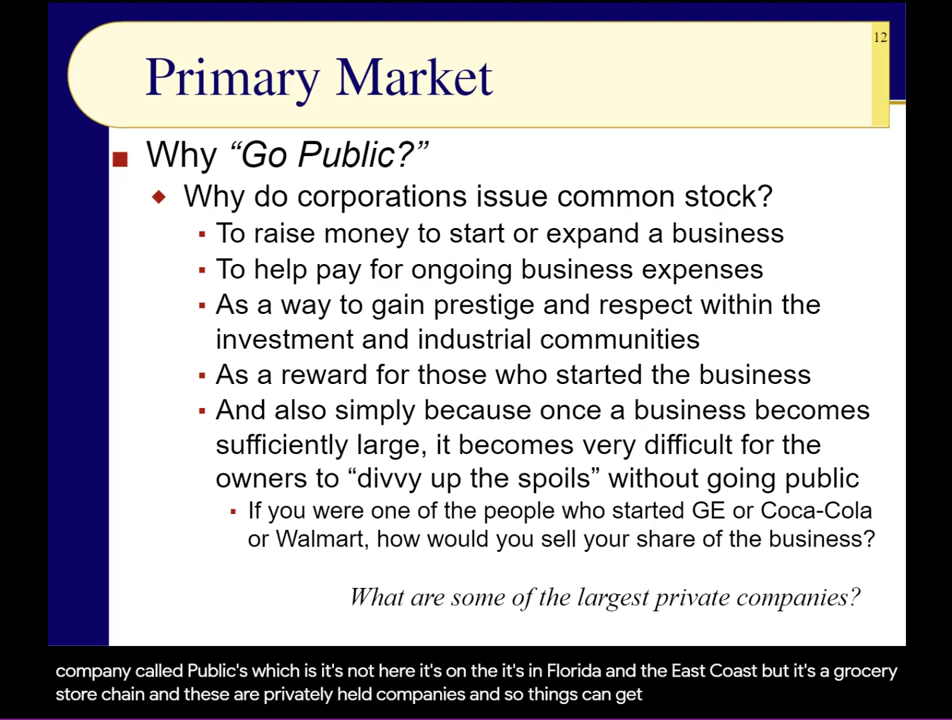 12
Primary Market
Why “Go Public?”
Why do corporations issue common stock?
To raise money to start or expand a business
To help pay for ongoing business expenses
As a way to gain prestige and respect within the
investment and industrial communities
As a reward for those who started the business
And also simply because once a business becomes
sufficiently large, it becomes very difficult for the
owners to “divvy up the spoils” without going public
If you were one of the people who started GE or Coca-Cola
or Walmart, how would you sell your share of the business?
What are some of the largest private companies?
company called Public's which is it's not here it's on the it's in Florida and the East Coast but it's a grocery
store chain and these are privately held companies and so things can get